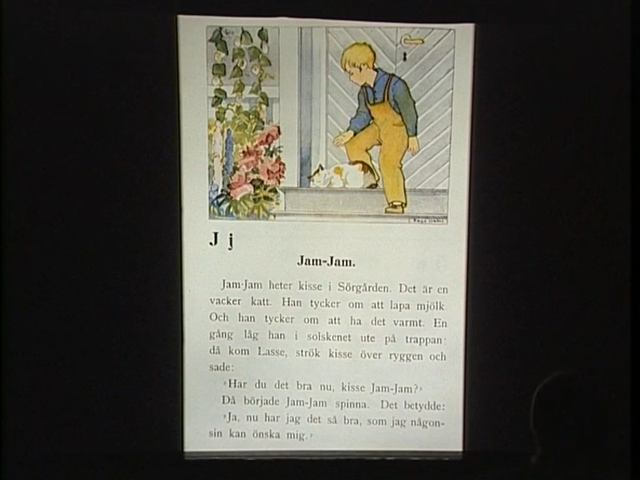 J j
Jam-Jam.
Jam-Jam heter kisse i Sörgården. Det är en
vacker katt. Han tycker om att lapa mjölk.
Och han tycker om att ha det varmt. En
gång låg han i solskenet ute på trappan:
då kom Lasse, strök kisse över ryggen och
sade:
»Har du det bra nu, kisse Jam-Jam?»
Då började Jam-Jam spinna. Det betydde:
»Ja, nu har jag det så bra, som jag någon-
sin kan önska mig.»